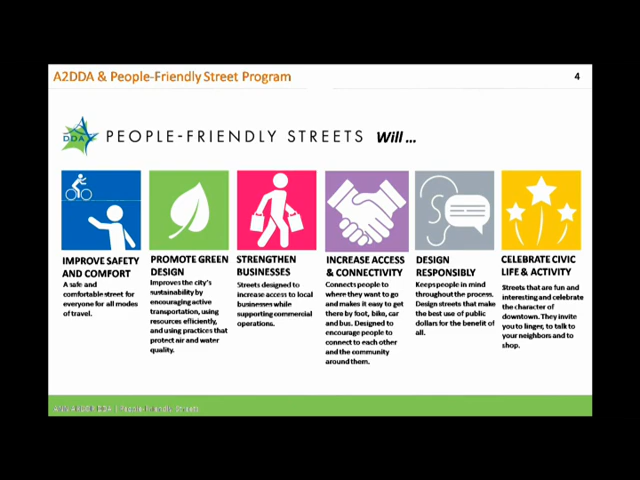 A2DDA & People-Friendly Street Program
4
DDA
PEOPLE-FRIENDLY STREETS Will ...
IMPROVE SAFETY
AND COMFORT
A safe and
comfortable street for
everyone for all modes
of travel.
PROMOTE GREEN
DESIGN
Improves the city's
sustainability by
encouraging active
transportation, using
resources efficiently,
and using practices that
protect air and water
quality.
STRENGTHEN
BUSINESSES
Streets designed to
increase access to local
businesses while
supporting commercial
operations.
INCREASE ACCESS
& CONNECTIVITY
Connects people to
where they want to go
and makes it easy to get
there by foot, bike, car
and bus. Designed to
encourage people to
connect to each other
and the community
around them.
DESIGN
RESPONSIBLY
Keeps people in mind
throughout the process.
Design streets that make
the best use of public
dollars for the benefit of
all.
CELEBRATE CIVIC
LIFE & ACTIVITY
Streets that are fun and
interesting and celebrate
the character of
downtown. They invite
you to linger, to talk to
your neighbors and to
shop.
ANN ARBOR DDA | People-Friendly Streets